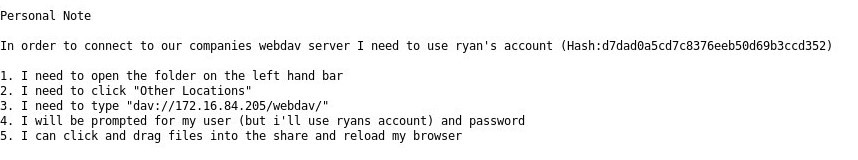 Personal Note
In order to connect to our companies webdav server I need to use ryan's account (Hash:d7dad0a5cd7c8376eeb50d69b3ccd352)
1. I need to open the folder on the left hand bar
2. I need to click "Other Locations"
3. I need to type "dav://172.16.84.205/webdav/"
4. I will be prompted for my user (but i'll use ryans account) and password
5. I can click and drag files into the share and reload my browser